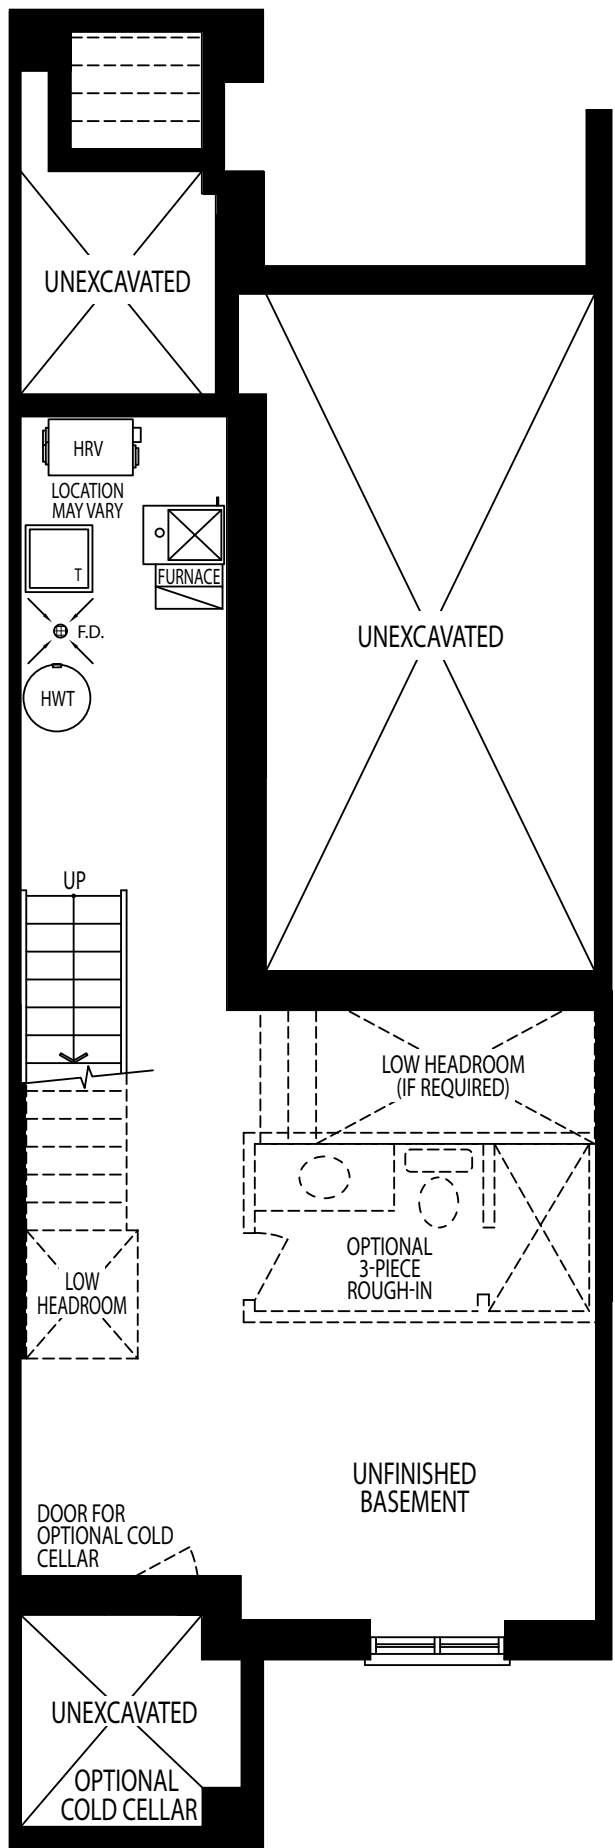 UNEXCAVATED
HRV
LOCATION
MAY VARY
T
FURNACE
F.D.
HWT
UNEXCAVATED
UP
LOW HEADROOM
(IF REQUIRED)
OPTIONAL
3-PIECE
ROUGH-IN
LOW
HEADROOM
UNFINISHED
BASEMENT
DOOR FOR
OPTIONAL COLD
CELLAR
UNEXCAVATED
OPTIONAL
COLD CELLAR